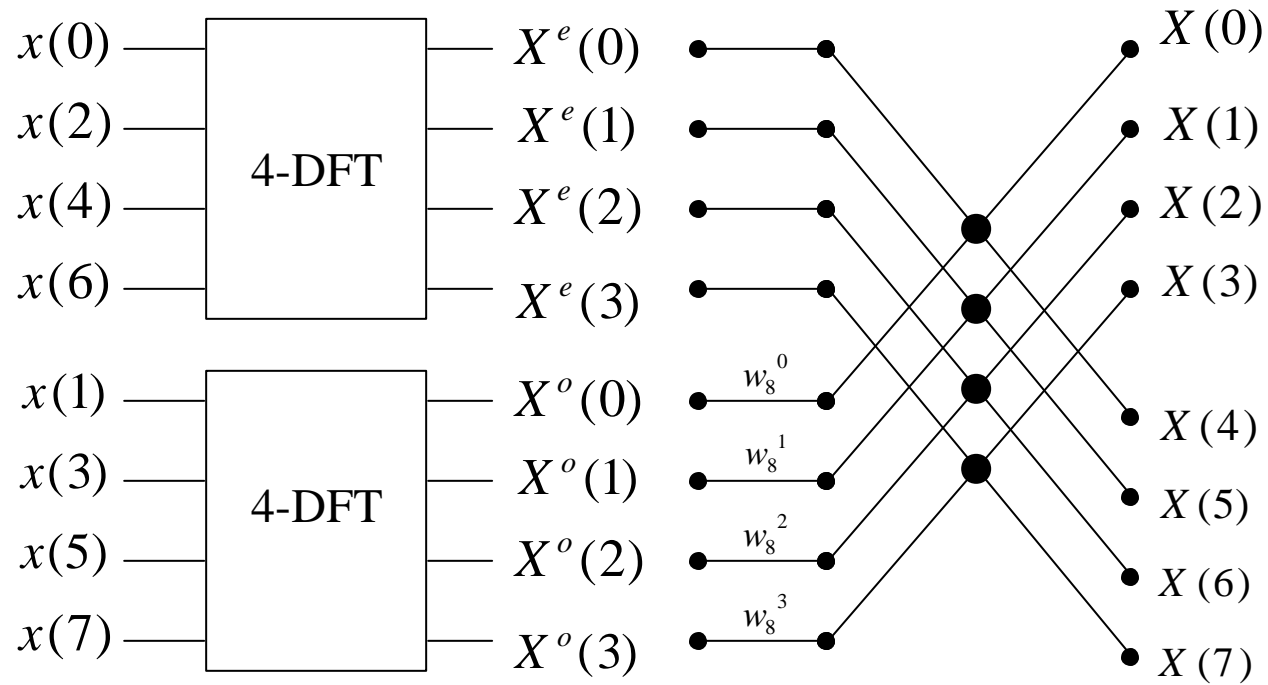 x(0) X^e(0) X(0)
x(2) X^e(1) X(1)
4-DFT
x(4) X^e(2) X(2)
x(6) X^e(3) X(3)
w_8^0
x(1) X^o(0) X(4)
w_8^1
x(3) X^o(1) X(5)
4-DFT
w_8^2
x(5) X^o(2) X(6)
w_8^3
x(7) X^o(3) X(7)